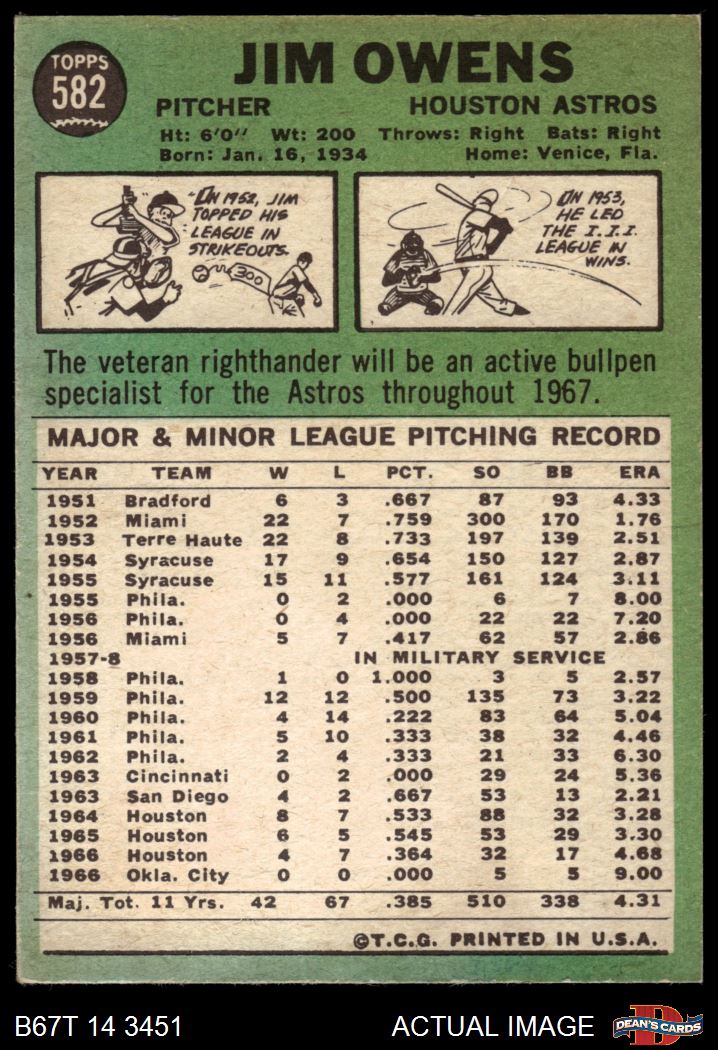 TOPPS
582
JIM OWENS
PITCHER HOUSTON ASTROS
Ht: 6'0" Wt: 200 Throws: Right Bats: Right
Born: Jan. 16, 1934 Home: Venice, Fla.
IN 1952, JIM
TOPPED HIS
LEAGUE IN
STRIKEOUTS.
300
IN 1953,
HE LED
THE I.I.I.
LEAGUE IN
WINS.
The veteran righthander will be an active bullpen
specialist for the Astros throughout 1967.
MAJOR & MINOR LEAGUE PITCHING RECORD
YEAR TEAM W L PCT. SO BB ERA
1951 Bradford 6 3 .667 87 93 4.33
1952 Miami 22 7 .759 300 170 1.76
1953 Terre Haute 22 8 .733 197 139 2.51
1954 Syracuse 17 9 .654 150 127 2.87
1955 Syracuse 15 11 .577 161 124 3.11
1955 Phila. 0 2 .000 6 7 8.00
1956 Phila. 0 4 .000 22 22 7.20
1956 Miami 5 7 .417 62 57 2.86
1957-8 IN MILITARY SERVICE
1958 Phila. 1 0 1.000 3 5 2.57
1959 Phila. 12 12 .500 135 73 3.22
1960 Phila. 4 14 .222 83 64 5.04
1961 Phila. 5 10 .333 38 32 4.46
1962 Phila. 2 4 .333 21 33 6.30
1963 Cincinnati 0 2 .000 29 24 5.36
1963 San Diego 4 2 .667 53 13 2.21
1964 Houston 8 7 .533 88 32 3.28
1965 Houston 6 5 .545 53 29 3.30
1966 Houston 4 7 .364 32 17 4.68
1966 Okla. City 0 0 .000 5 5 9.00
Maj. Tot. 11 Yrs. 42 67 .385 510 338 4.31
©T.C.G. PRINTED IN U.S.A.
B67T 14 3451 ACTUAL IMAGE DEAN'S CARDS